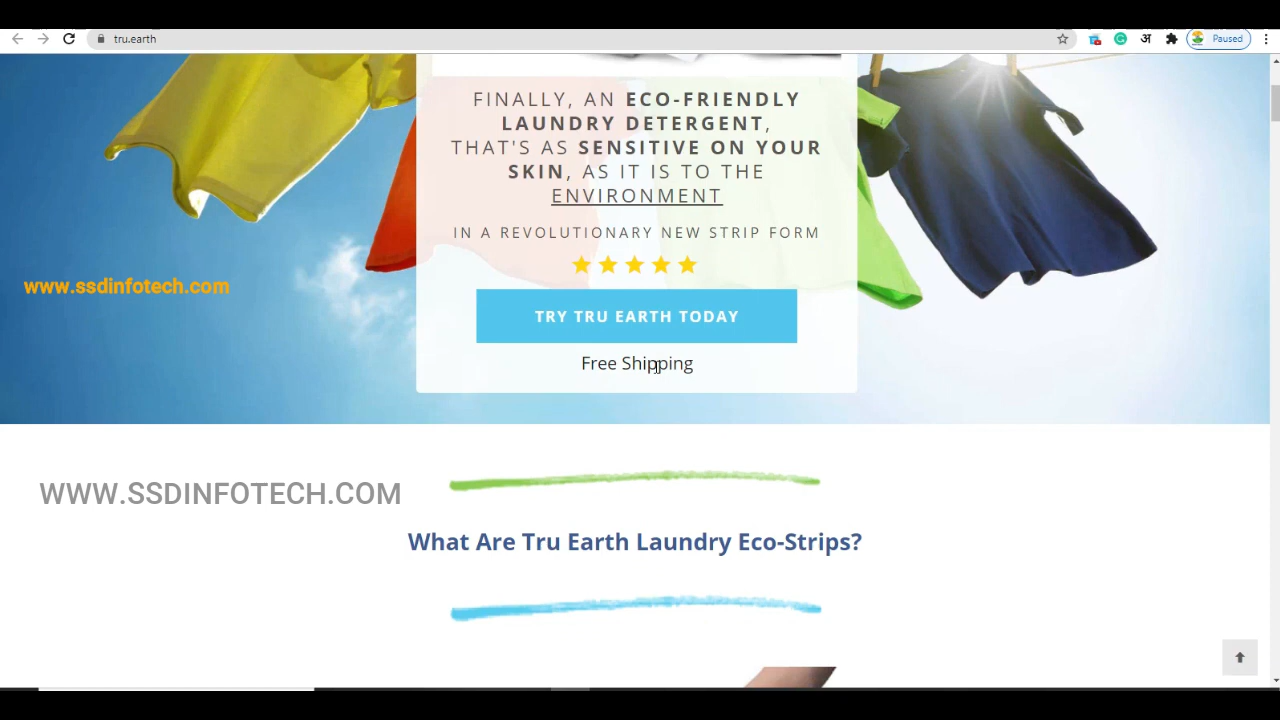 tru.earth
अ
Paused
FINALLY, AN ECO-FRIENDLY
LAUNDRY DETERGENT,
THAT'S AS SENSITIVE ON YOUR
SKIN, AS IT IS TO THE
ENVIRONMENT
IN A REVOLUTIONARY NEW STRIP FORM
www.ssdinfotech.com
TRY TRU EARTH TODAY
Free Shipping
WWW.SSDINFOTECH.COM
What Are Tru Earth Laundry Eco-Strips?